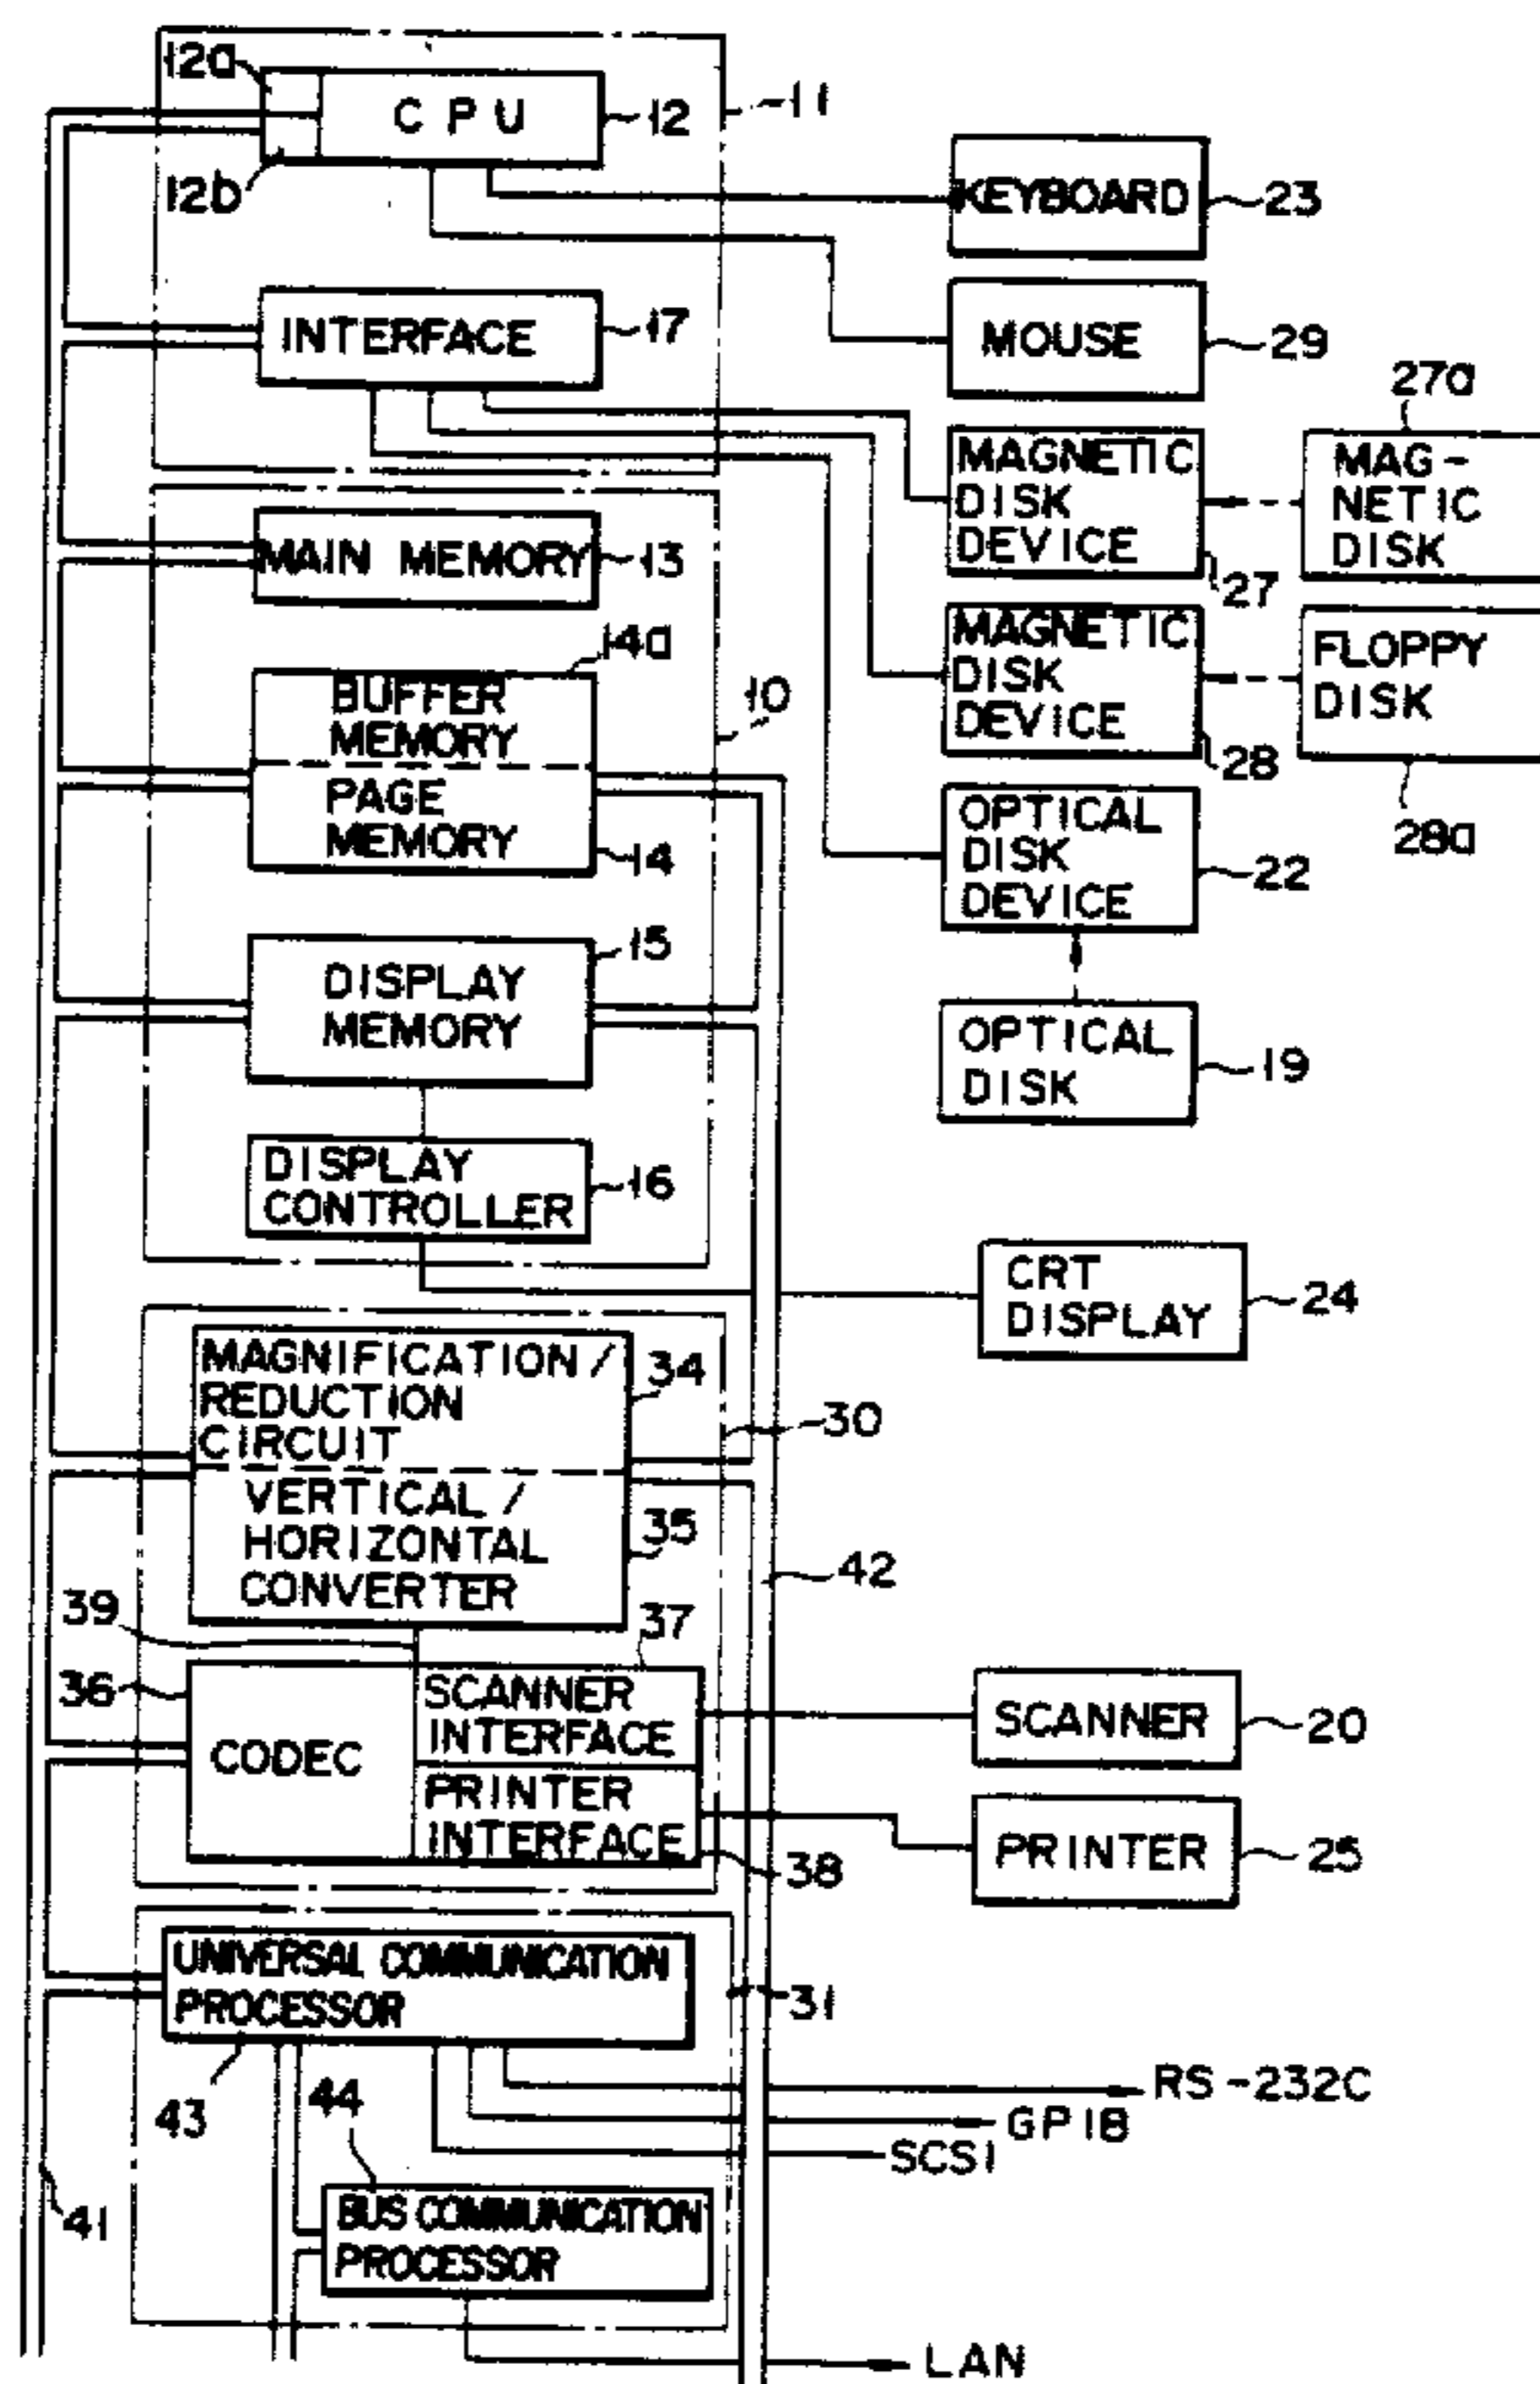 12a
CPU
12
11
12b
KEYBOARD
23
INTERFACE
17
MOUSE
29
27a
MAGNETIC
DISK
DEVICE
27
MAG-
NETIC
DISK
MAIN MEMORY
13
14a
BUFFER
MEMORY
10
PAGE
MEMORY
14
MAGNETIC
DISK
DEVICE
28
FLOPPY
DISK
28a
OPTICAL
DISK
DEVICE
22
15
DISPLAY
MEMORY
OPTICAL
DISK
19
DISPLAY
CONTROLLER
16
CRT
DISPLAY
24
MAGNIFICATION/
REDUCTION
CIRCUIT
34
30
VERTICAL/
HORIZONTAL
CONVERTER
35
42
39
37
36
CODEC
SCANNER
INTERFACE
SCANNER
20
PRINTER
INTERFACE
38
PRINTER
25
UNIVERSAL COMMUNICATION
PROCESSOR
31
43
44
RS-232C
GPIB
SCSI
41
BUS COMMUNICATION
PROCESSOR
LAN